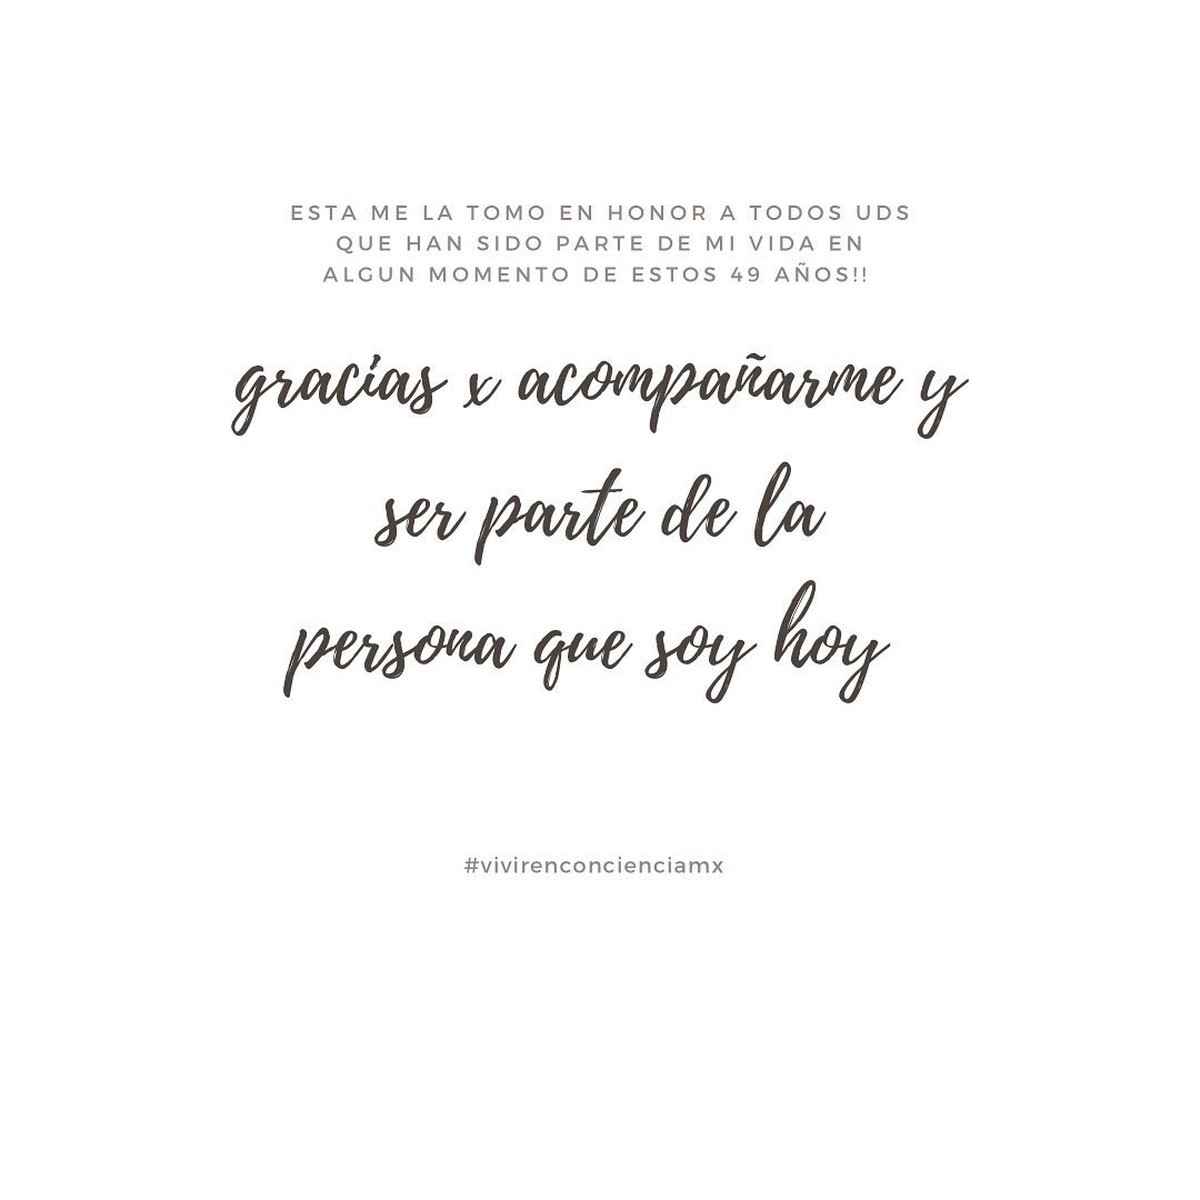 ESTA ME LA TOMO EN HONOR A TODOS UDS
QUE HAN SIDO PARTE DE MI VIDA EN
ALGUN MOMENTO DE ESTOS 49 AÑOS!!
gracias x acompañarme y
ser parte de la
persona que soy hoy
#vivirenconcienciamx